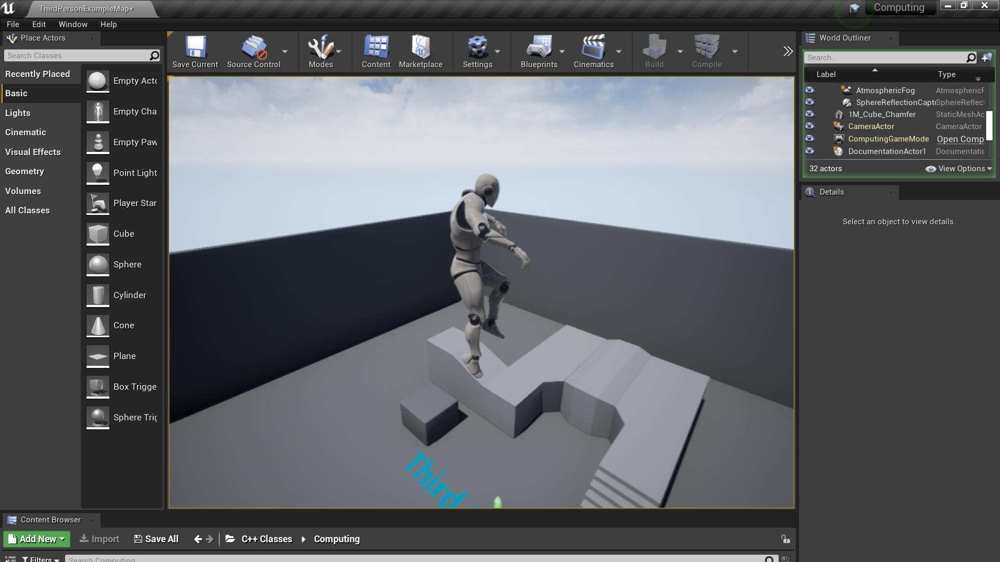 ThirdPersonExampleMap*
Computing
File Edit Window Help
Place Actors
Search Classes
Recently Placed
Basic
Lights
Cinematic
Visual Effects
Geometry
Volumes
All Classes
Empty Acto
Empty Cha
Empty Paw
Point Light
Player Star
Cube
Sphere
Cylinder
Cone
Plane
Box Trigge
Sphere Trig
Save Current
Source Control
Modes
Content
Marketplace
Settings
Blueprints
Cinematics
Build
Compile
Third
World Outliner
Search...
Label Type
AtmosphericFog AtmosphericF
SphereReflectionCaptu SphereReflect
1M_Cube_Chamfer StaticMeshAc
CameraActor CameraActor
ComputingGameMode Open Comp
DocumentationActor1 Documentatic
32 actors View Options
Details
Select an object to view details.
Content Browser
Add New Import Save All C++ Classes Computing
Filters Search Computing